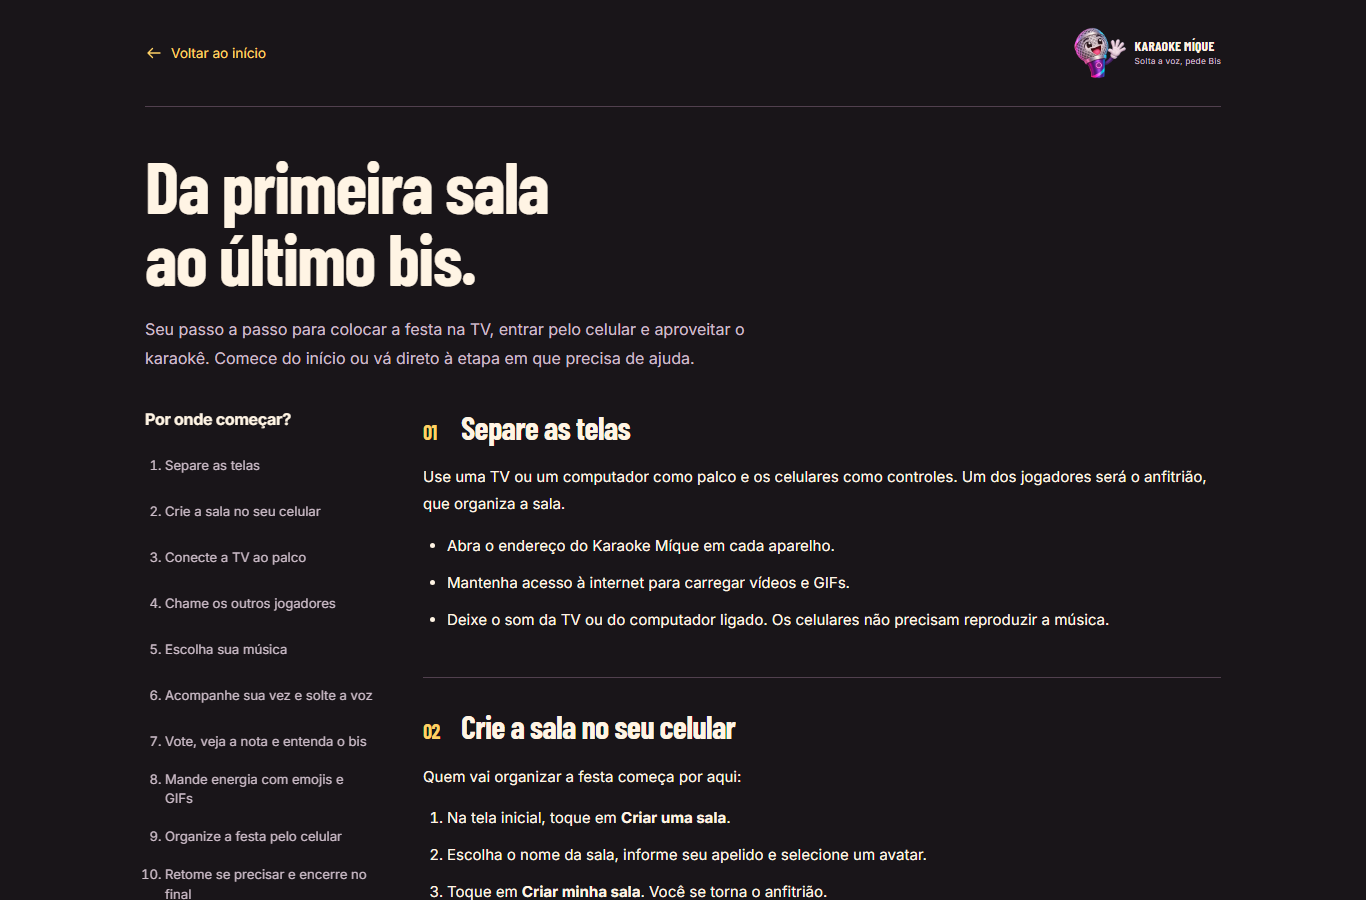 ← Voltar ao início
KARAOKE MÍQUE
Solta a voz, pede Bis
Da primeira sala
ao último bis.
Seu passo a passo para colocar a festa na TV, entrar pelo celular e aproveitar o
karaokê. Comece do início ou vá direto à etapa em que precisa de ajuda.
Por onde começar?
1. Separe as telas
2. Crie a sala no seu celular
3. Conecte a TV ao palco
4. Chame os outros jogadores
5. Escolha sua música
6. Acompanhe sua vez e solte a voz
7. Vote, veja a nota e entenda o bis
8. Mande energia com emojis e
GIFs
9. Organize a festa pelo celular
10. Retome se precisar e encerre no
final
01 Separe as telas
Use uma TV ou um computador como palco e os celulares como controles. Um dos jogadores será o anfitrião,
que organiza a sala.
• Abra o endereço do Karaoke Míque em cada aparelho.
• Mantenha acesso à internet para carregar vídeos e GIFs.
• Deixe o som da TV ou do computador ligado. Os celulares não precisam reproduzir a música.
02 Crie a sala no seu celular
Quem vai organizar a festa começa por aqui:
1. Na tela inicial, toque em Criar uma sala.
2. Escolha o nome da sala, informe seu apelido e selecione um avatar.
3. Toque em Criar minha sala. Você se torna o anfitrião.